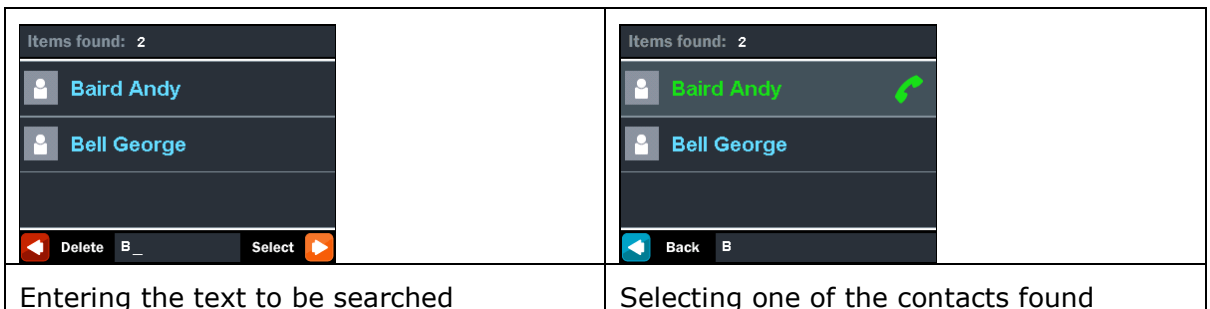 Items found: 2
Baird Andy
Bell George
Delete B_ Select
Entering the text to be searched
Items found: 2
Baird Andy
Bell George
Back B
Selecting one of the contacts found